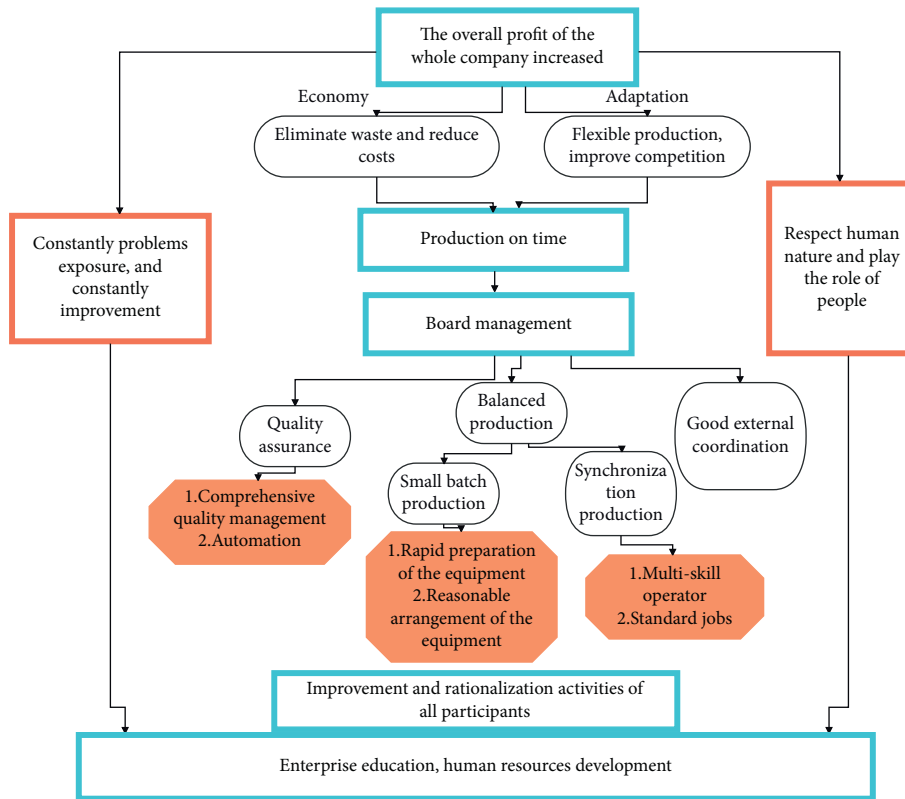 The overall profit of the
whole company increased
Economy
Adaptation
Eliminate waste and reduce
costs
Flexible production,
improve competition
Constantly problems
exposure, and
constantly
improvement
Production on time
Respect human
nature and play
the role of
people
Board management
Quality
assurance
Balanced
production
Good external
coordination
Small batch
production
Synchroniza
tion
production
1.Comprehensive
quality management
2.Automation
1.Rapid preparation
of the equipment
2.Reasonable
arrangement of the
equipment
1.Multi-skill
operator
2.Standard jobs
Improvement and rationalization activities of
all participants
Enterprise education, human resources development